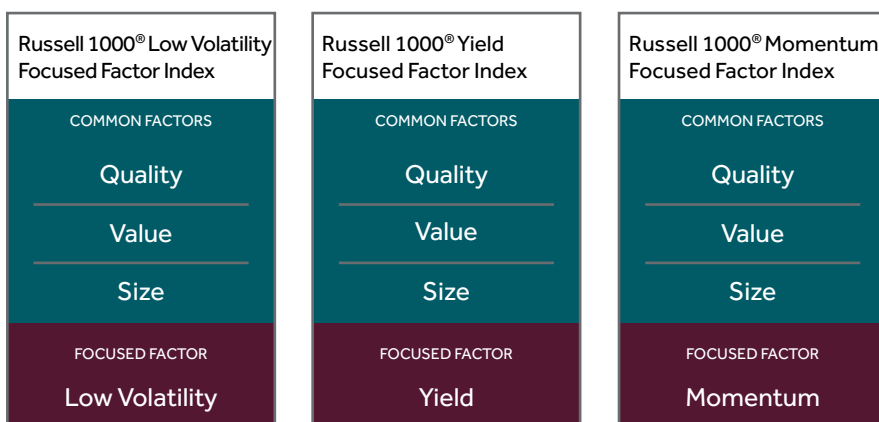 Russell 1000® Low Volatility
Focused Factor Index
COMMON FACTORS
Quality
Value
Size
FOCUSED FACTOR
Low Volatility
Russell 1000® Yield
Focused Factor Index
COMMON FACTORS
Quality
Value
Size
FOCUSED FACTOR
Yield
Russell 1000® Momentum
Focused Factor Index
COMMON FACTORS
Quality
Value
Size
FOCUSED FACTOR
Momentum